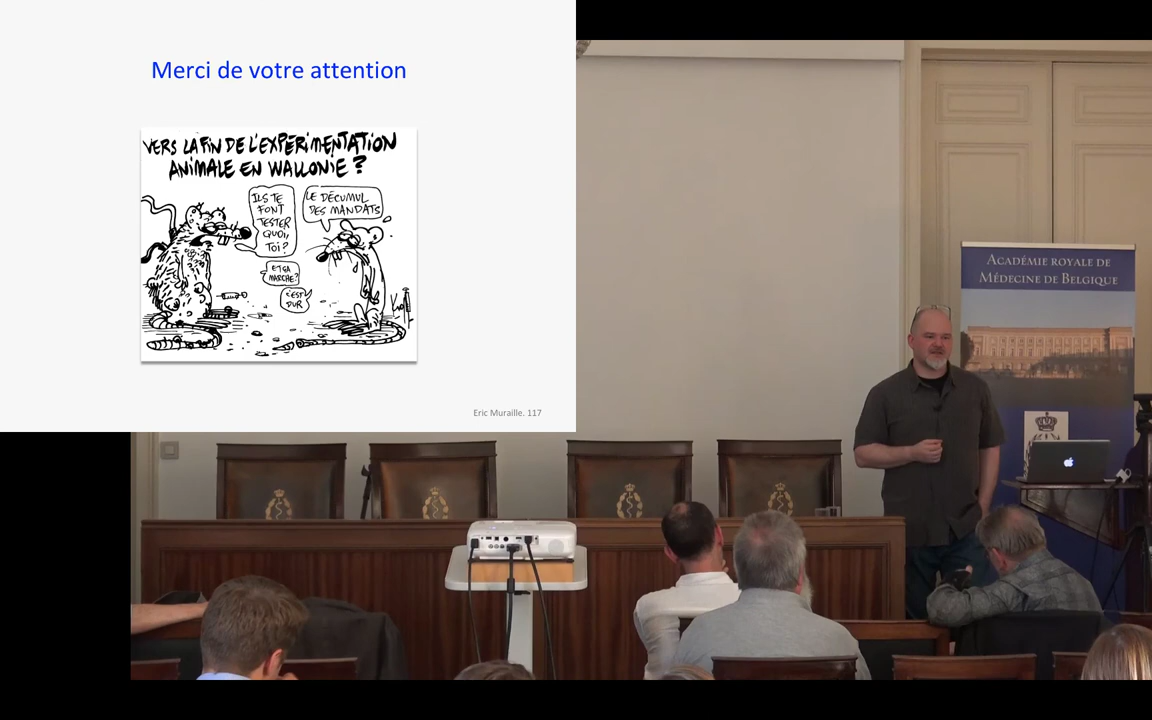 Merci de votre attention
VERS LA FIN DE L'EXPÉRIMENTATION
ANIMALE EN WALLONIE ?
ILS TE
FONT
TESTER
QUOI,
TOI ?
LE DÉCUMUL
DES MANDATS
ET ÇA
MARCHE ?
C'EST
DUR
Eric Muraille. 117
ACADÉMIE ROYALE DE
MÉDECINE DE BELGIQUE